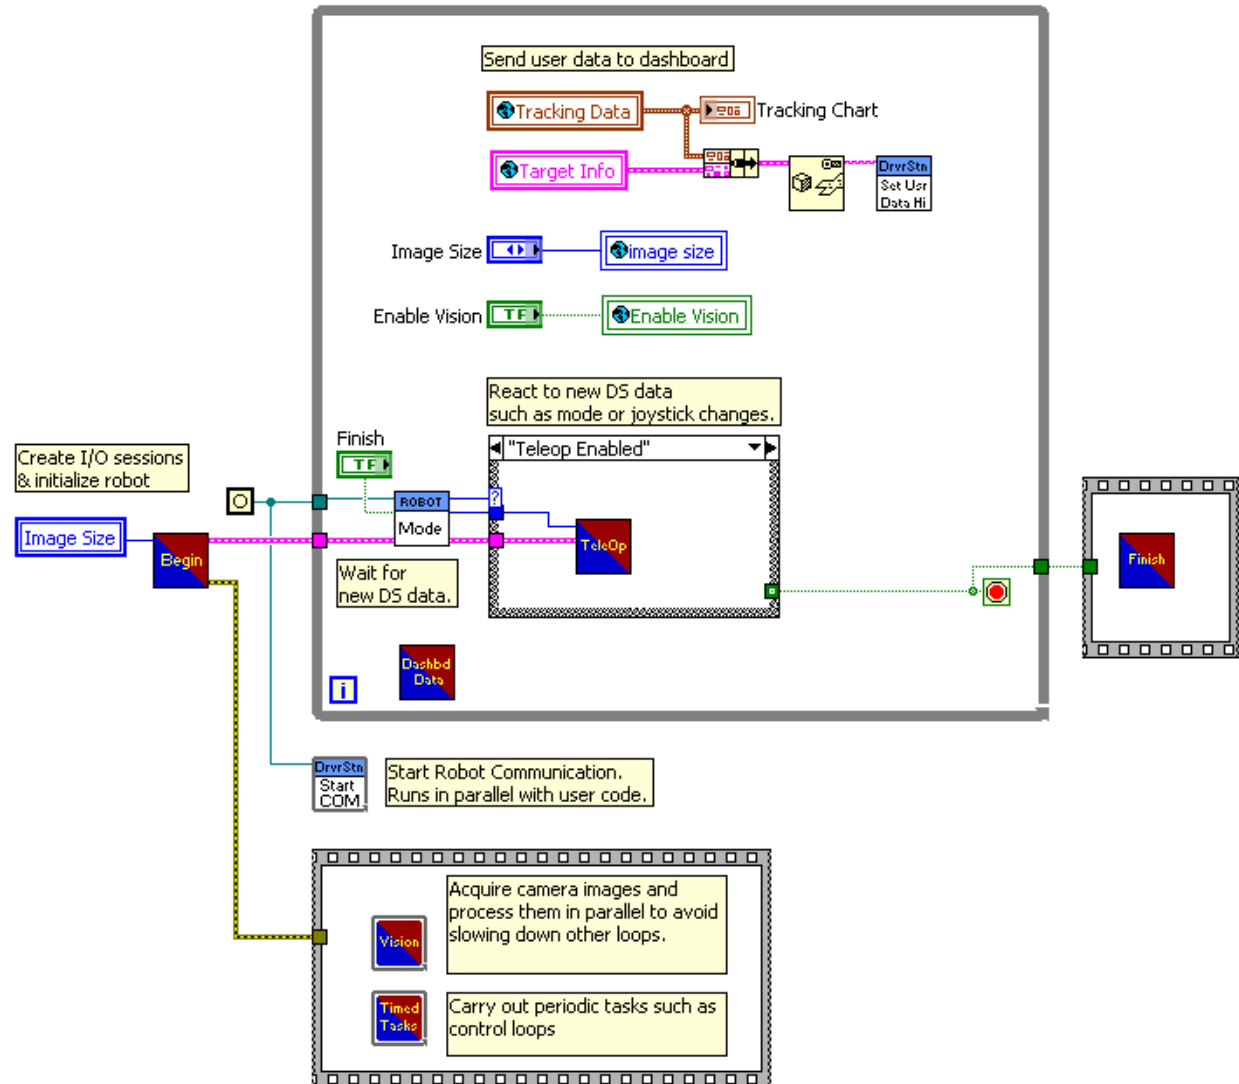 Send user data to dashboard
Tracking Data
Tracking Chart
Target Info
DrvrStn
Set Usr
Data Hi
Image Size
image size
Enable Vision
TF
Enable Vision
React to new DS data
such as mode or joystick changes.
Finish
TF
"Teleop Enabled"
Create I/O sessions
& initialize robot
?
ROBOT
Mode
TeleOp
Image Size
Begin
Finish
Wait for
new DS data.
Dashbd
Data
i
DrvrStn
Start
COM
Start Robot Communication.
Runs in parallel with user code.
Vision
Acquire camera images and
process them in parallel to avoid
slowing down other loops.
Timed
Tasks
Carry out periodic tasks such as
control loops